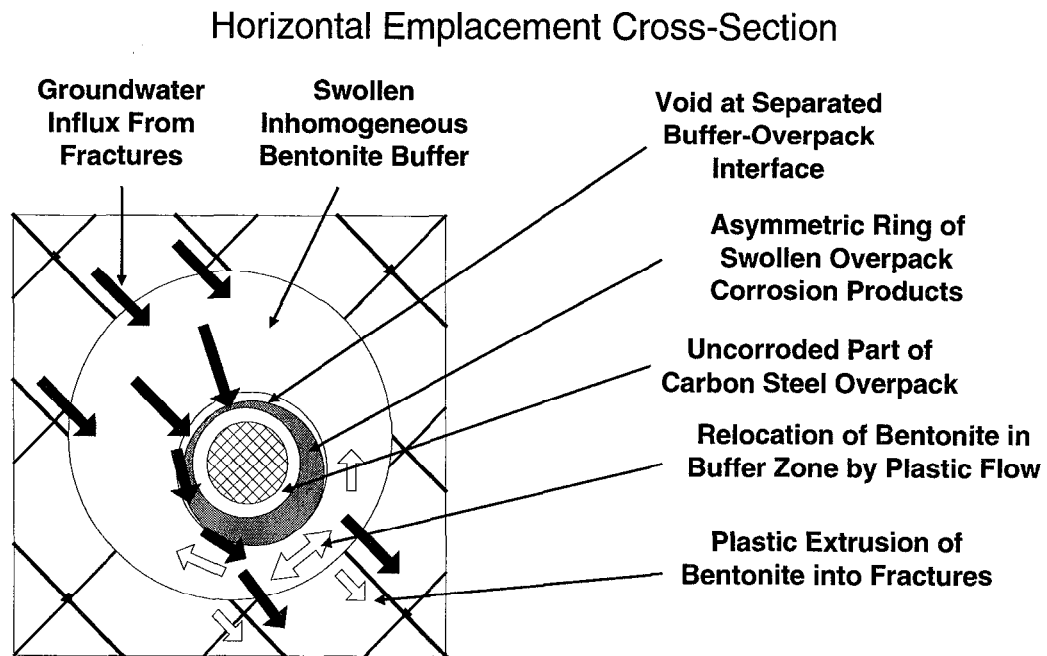 Horizontal Emplacement Cross-Section
Groundwater
Influx From
Fractures
Swollen
Inhomogeneous
Bentonite Buffer
Void at Separated
Buffer-Overpack
Interface
Asymmetric Ring of
Swollen Overpack
Corrosion Products
Uncorroded Part of
Carbon Steel Overpack
Relocation of Bentonite in
Buffer Zone by Plastic Flow
Plastic Extrusion of
Bentonite into Fractures